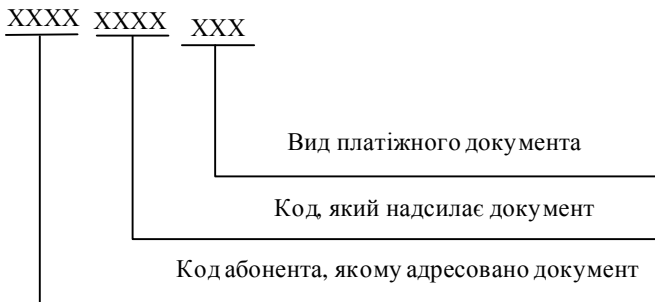 XXXX XXXX XXX
Вид платіжного документа
Код, який надсилає документ
Код абонента, якому адресовано документ